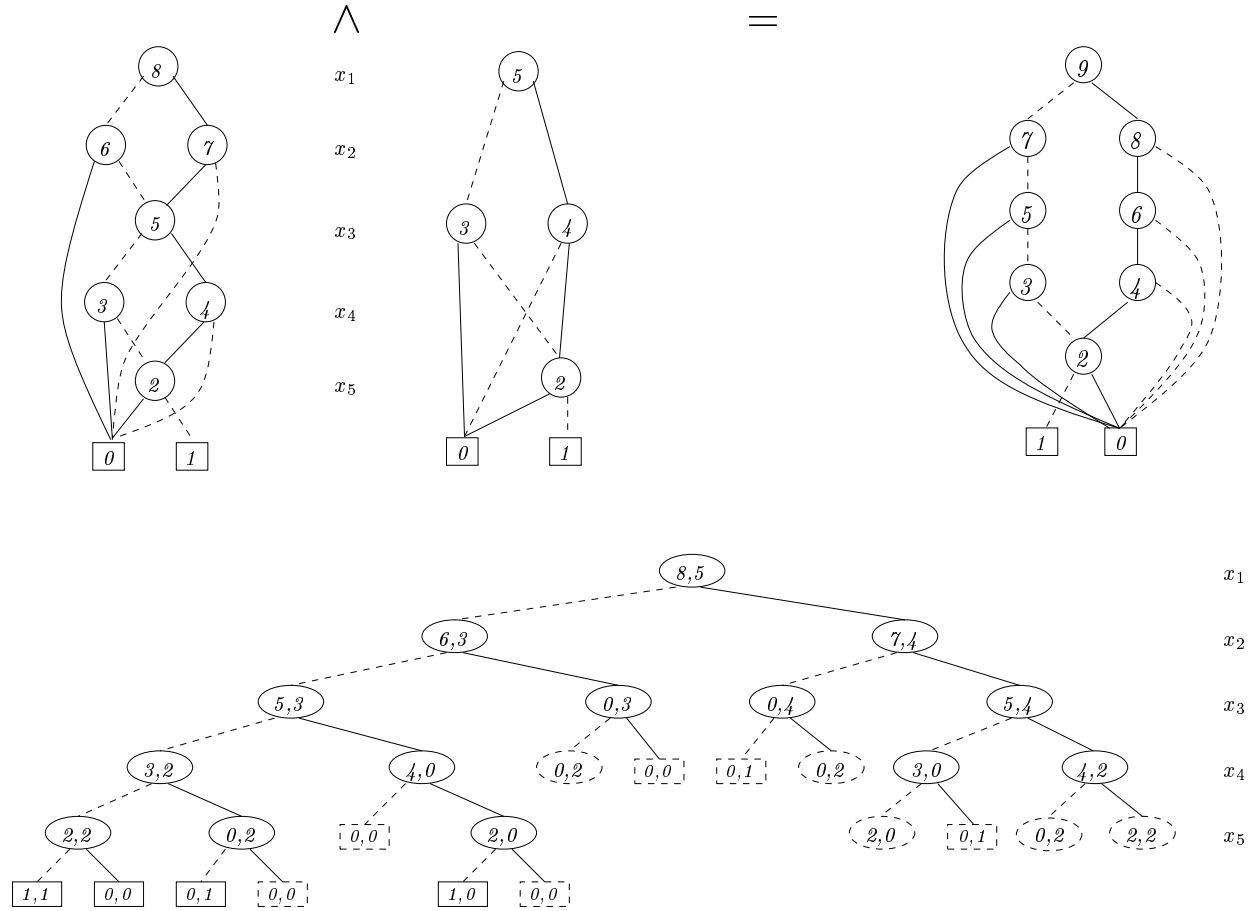 ∧ =
8 x1 5 9
6 7 x2 7 8
5 3 4 x3 5 6
3 4 x4 3 4
2 2 x5 2
0 1 0 1 1 0
8,5 x1
6,3 7,4 x2
5,3 0,3 0,4 5,4 x3
3,2 4,0 0,2 0,0 0,1 0,2 3,0 4,2 x4
2,2 0,2 0,0 2,0 2,0 0,1 0,2 2,2 x5
1,1 0,0 0,1 0,0 1,0 0,0